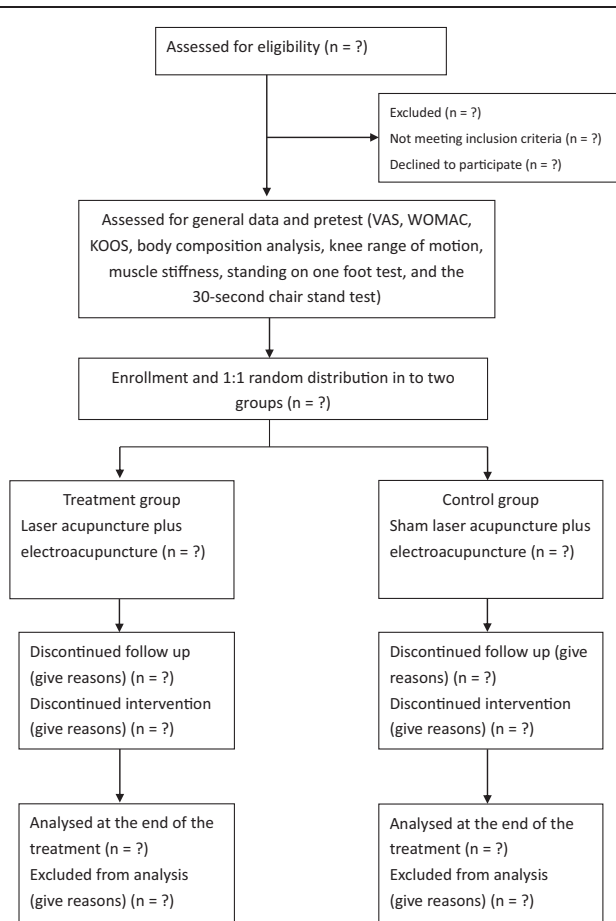 Assessed for eligibility (n = ?)
Excluded (n = ?)
Not meeting inclusion criteria (n = ?)
Declined to participate (n = ?)
Assessed for general data and pretest (VAS, WOMAC,
KOOS, body composition analysis, knee range of motion,
muscle stiffness, standing on one foot test, and the
30-second chair stand test)
Enrollment and 1:1 random distribution in to two
groups (n = ?)
Treatment group
Laser acupuncture plus
electroacupuncture (n = ?)
Control group
Sham laser acupuncture plus
electroacupuncture (n = ?)
Discontinued follow up
(give reasons) (n = ?)
Discontinued intervention
(give reasons) (n = ?)
Discontinued follow up (give
reasons) (n = ?)
Discontinued intervention
(give reasons) (n = ?)
Analysed at the end of the
treatment (n = ?)
Excluded from analysis
(give reasons) (n = ?)
Analysed at the end of the
treatment (n = ?)
Excluded from analysis
(give reasons) (n = ?)